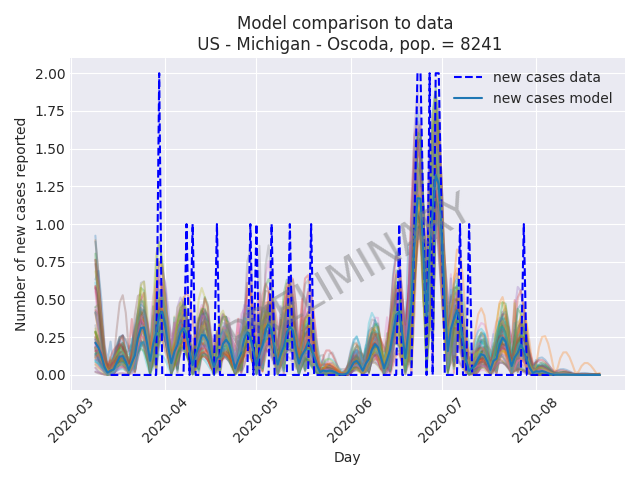 Model comparison to data
US - Michigan - Oscoda, pop. = 8241
Number of new cases reported
2.00
1.75
1.50
1.25
1.00
0.75
0.50
0.25
0.00
new cases data
new cases model
PRELIMINARY
2020-03
2020-04
2020-05
2020-06
2020-07
2020-08
Day